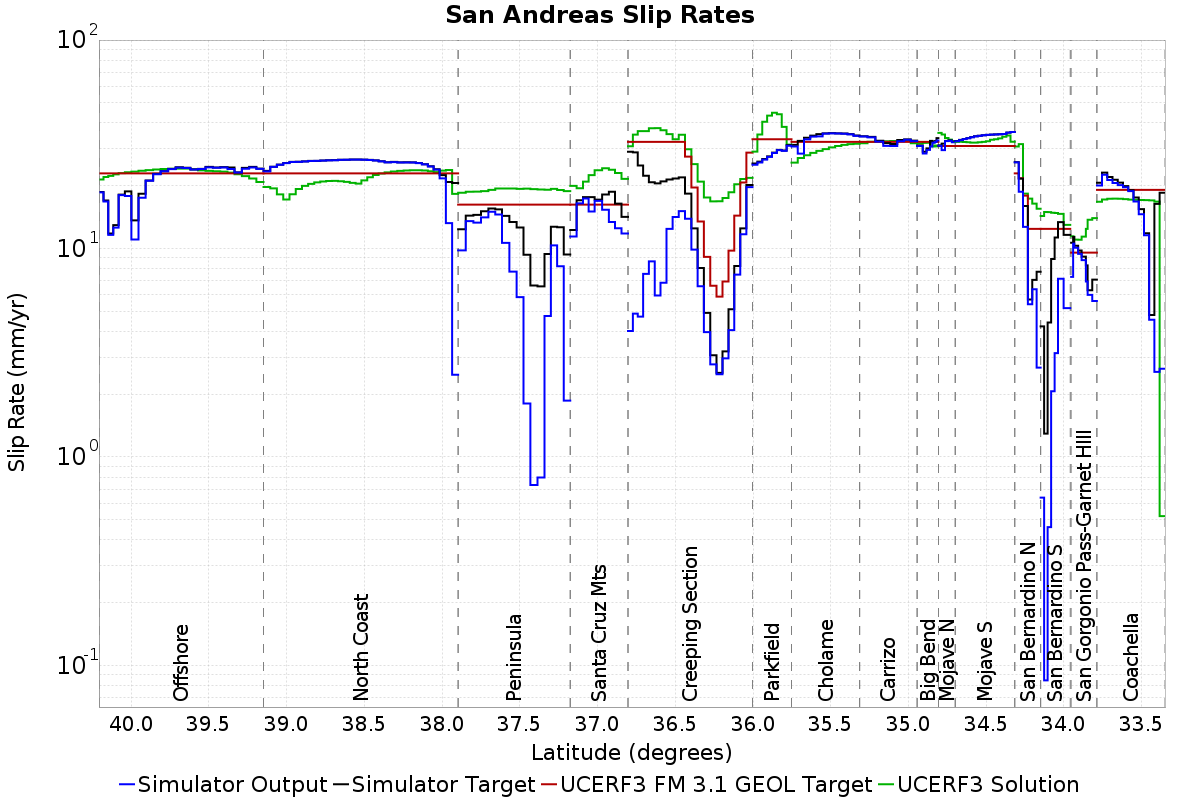 San Andreas Slip Rates
Slip Rate (mm/yr)
10^2
10^1
10^0
10^-1
Offshore
North Coast
Peninsula
Santa Cruz Mts
Creeping Section
Parkfield
Cholame
Carrizo
Big Bend
Mojave N
Mojave S
San Bernardino N
San Bernardino S
San Gorgonio Pass-Garnet HIll
Coachella
40.0 39.5 39.0 38.5 38.0 37.5 37.0 36.5 36.0 35.5 35.0 34.5 34.0 33.5
Latitude (degrees)
Simulator Output Simulator Target UCERF3 FM 3.1 GEOL Target UCERF3 Solution